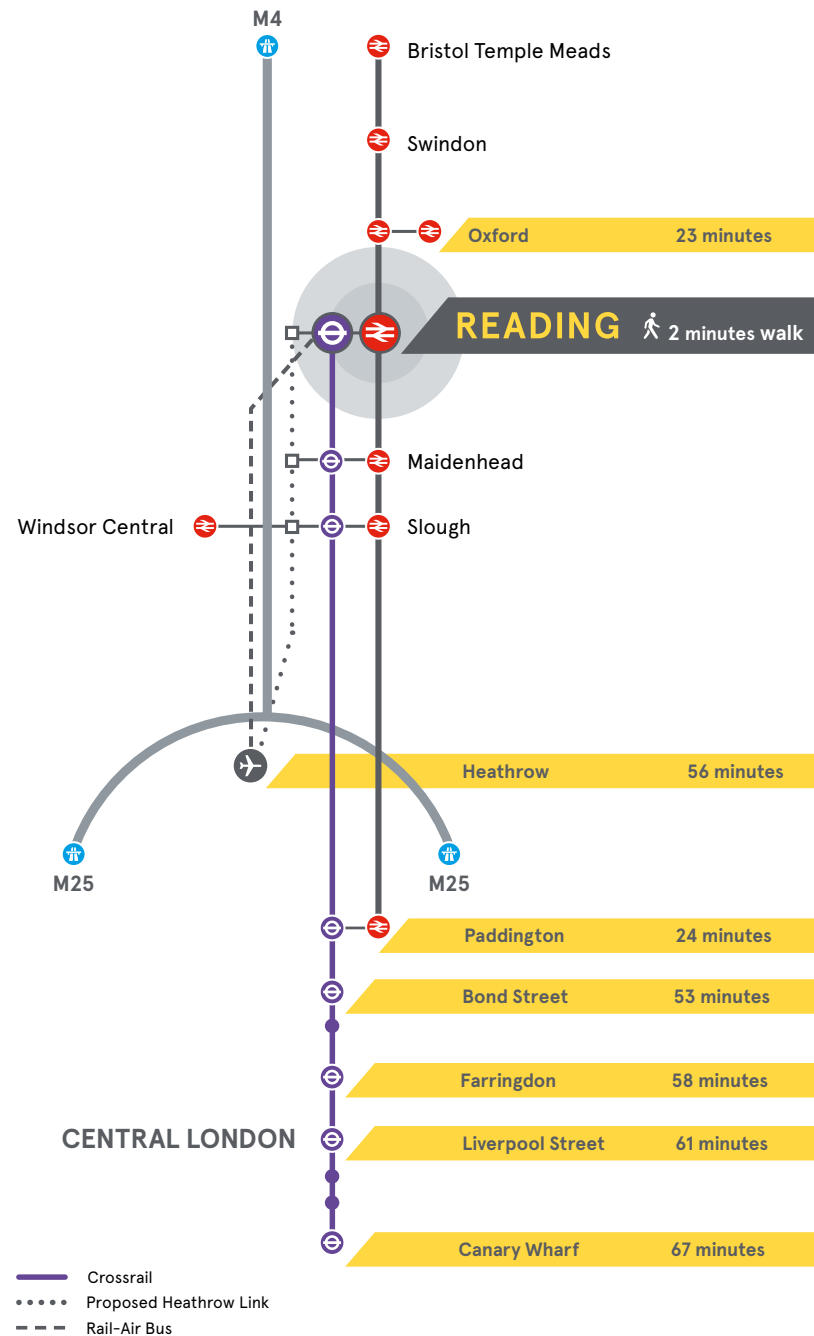 M4
Bristol Temple Meads
Swindon
Oxford 23 minutes
READING 2 minutes walk
Maidenhead
Windsor Central
Slough
Heathrow 56 minutes
M25
M25
Paddington 24 minutes
Bond Street 53 minutes
Farringdon 58 minutes
CENTRAL LONDON
Liverpool Street 61 minutes
Canary Wharf 67 minutes
Crossrail
Proposed Heathrow Link
Rail-Air Bus